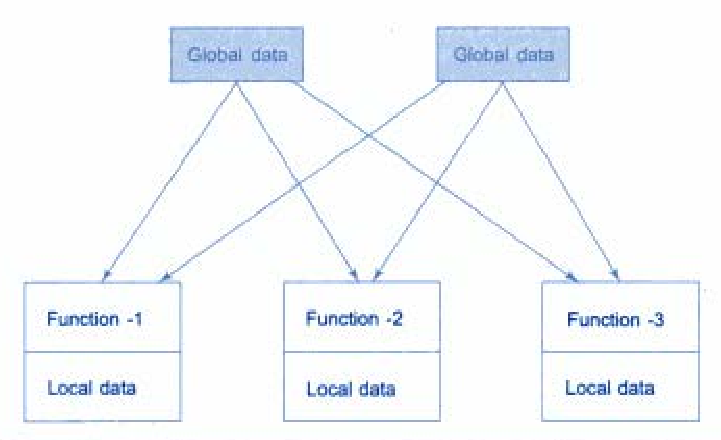 Global data
Global data
Function -1
Function -2
Function -3
Local data
Local data
Local data